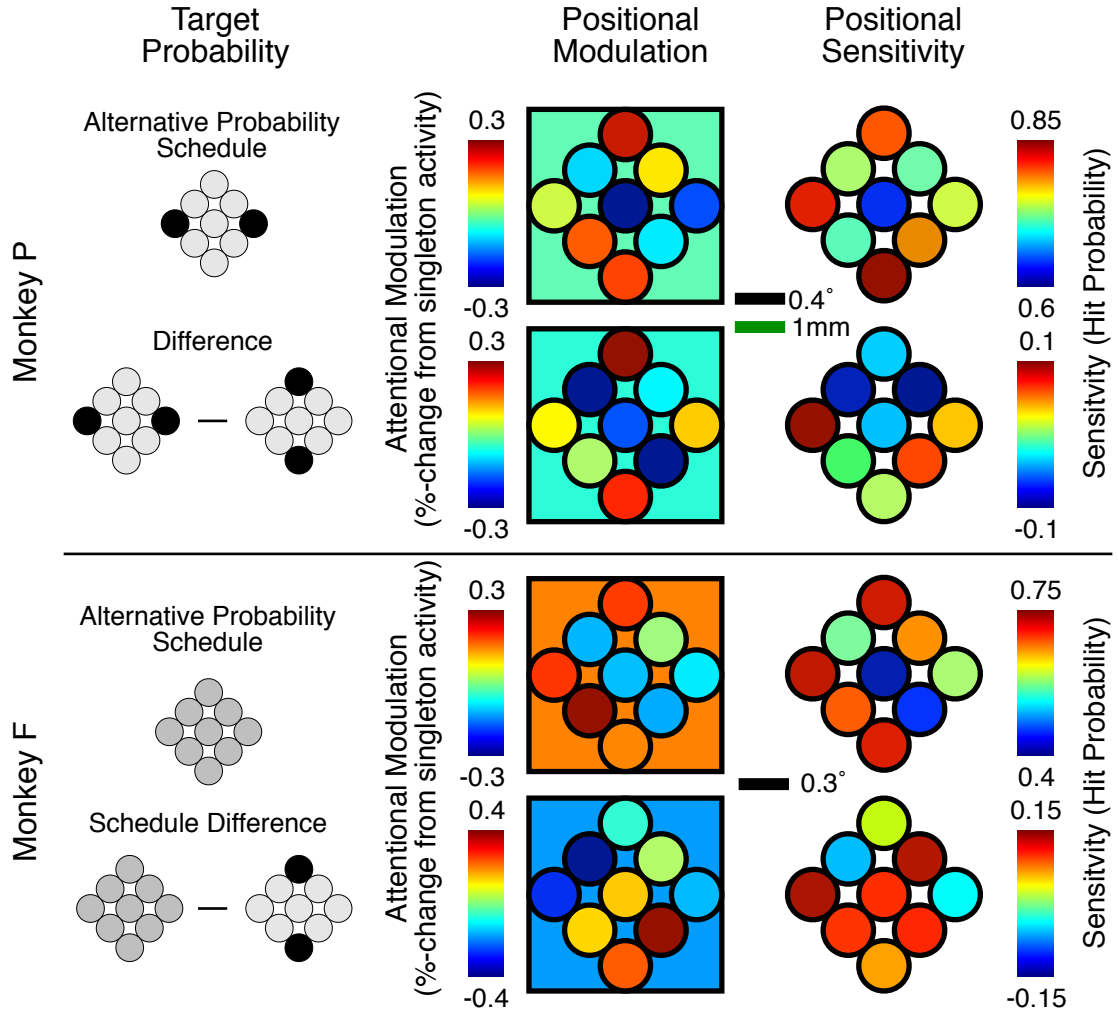 Target
Probability
Positional
Modulation
Positional
Sensitivity
Monkey P
Alternative Probability
Schedule
Difference
—
Attentional Modulation
(%-change from singleton activity)
0.3
-0.3
0.3
-0.3
0.4°
1mm
0.85
0.6
0.1
-0.1
Sensitivity (Hit Probability)
Monkey F
Alternative Probability
Schedule
Schedule Difference
—
Attentional Modulation
(%-change from singleton activity)
0.3
-0.3
0.4
-0.4
0.3°
0.75
0.4
0.15
-0.15
Sensitivity (Hit Probability)